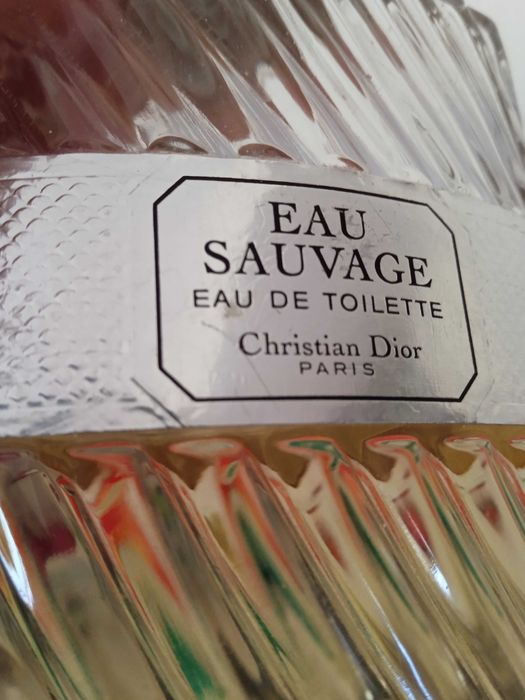 EAU
SAUVAGE
EAU DE TOILETTE
Christian Dior
PARIS